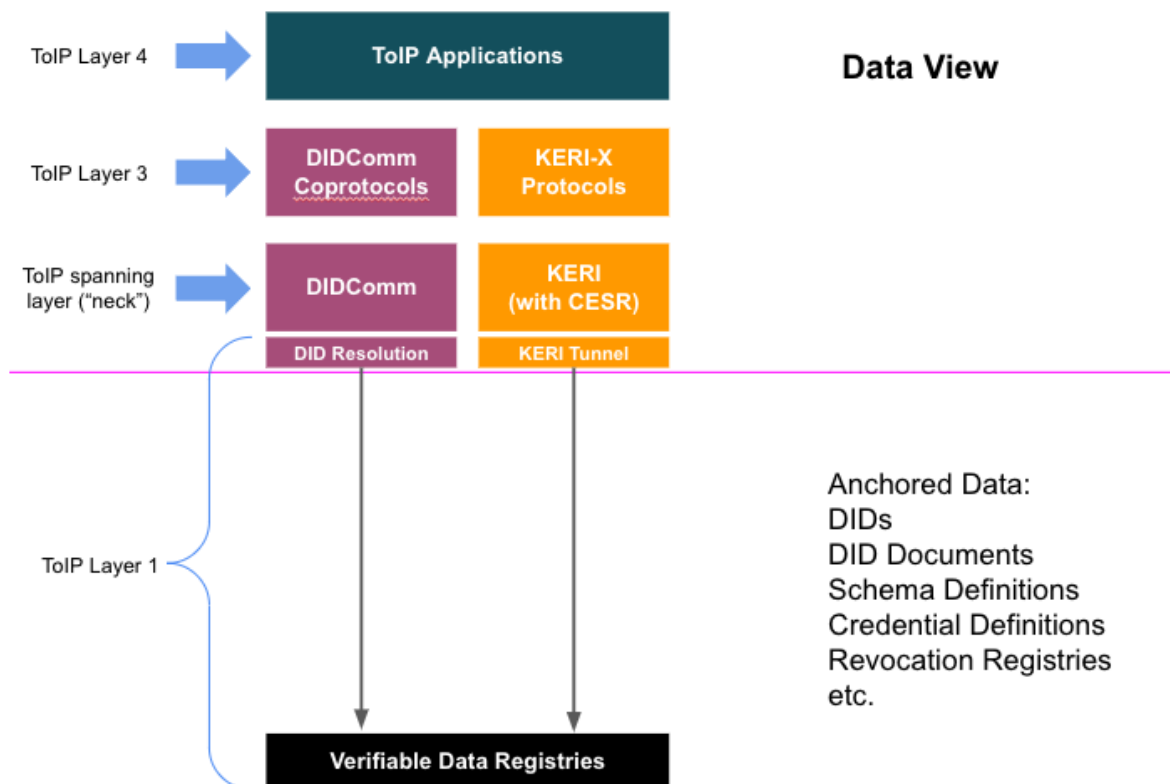 ToIP Layer 4
ToIP Applications
Data View
ToIP Layer 3
DIDComm
Coprotocols
KERI-X
Protocols
ToIP spanning
layer (“neck”)
DIDComm
KERI
(with CESR)
DID Resolution
KERI Tunnel
ToIP Layer 1
Anchored Data:
DIDs
DID Documents
Schema Definitions
Credential Definitions
Revocation Registries
etc.
Verifiable Data Registries